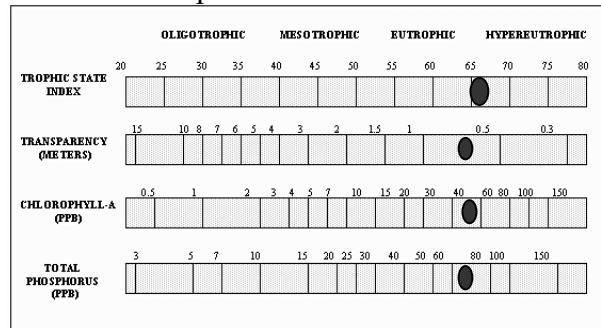 OLIGOTROPHIC MESOTROPHIC EUTROPHIC HYPEREUTROPHIC
20 25 30 35 40 45 50 55 60 65 70 75 80
TROPHIC STATE
INDEX
15 10 8 7 6 5 4 3 2 1.5 1 0.5 0.3
TRANSPARENCY
(METERS)
0.5 1 2 3 4 5 7 10 15 20 30 40 60 80 100 150
CHLOROPHYLL-A
(PPB)
3 5 7 10 15 20 25 30 40 50 60 80 100 150
TOTAL
PHOSPHORUS
(PPB)